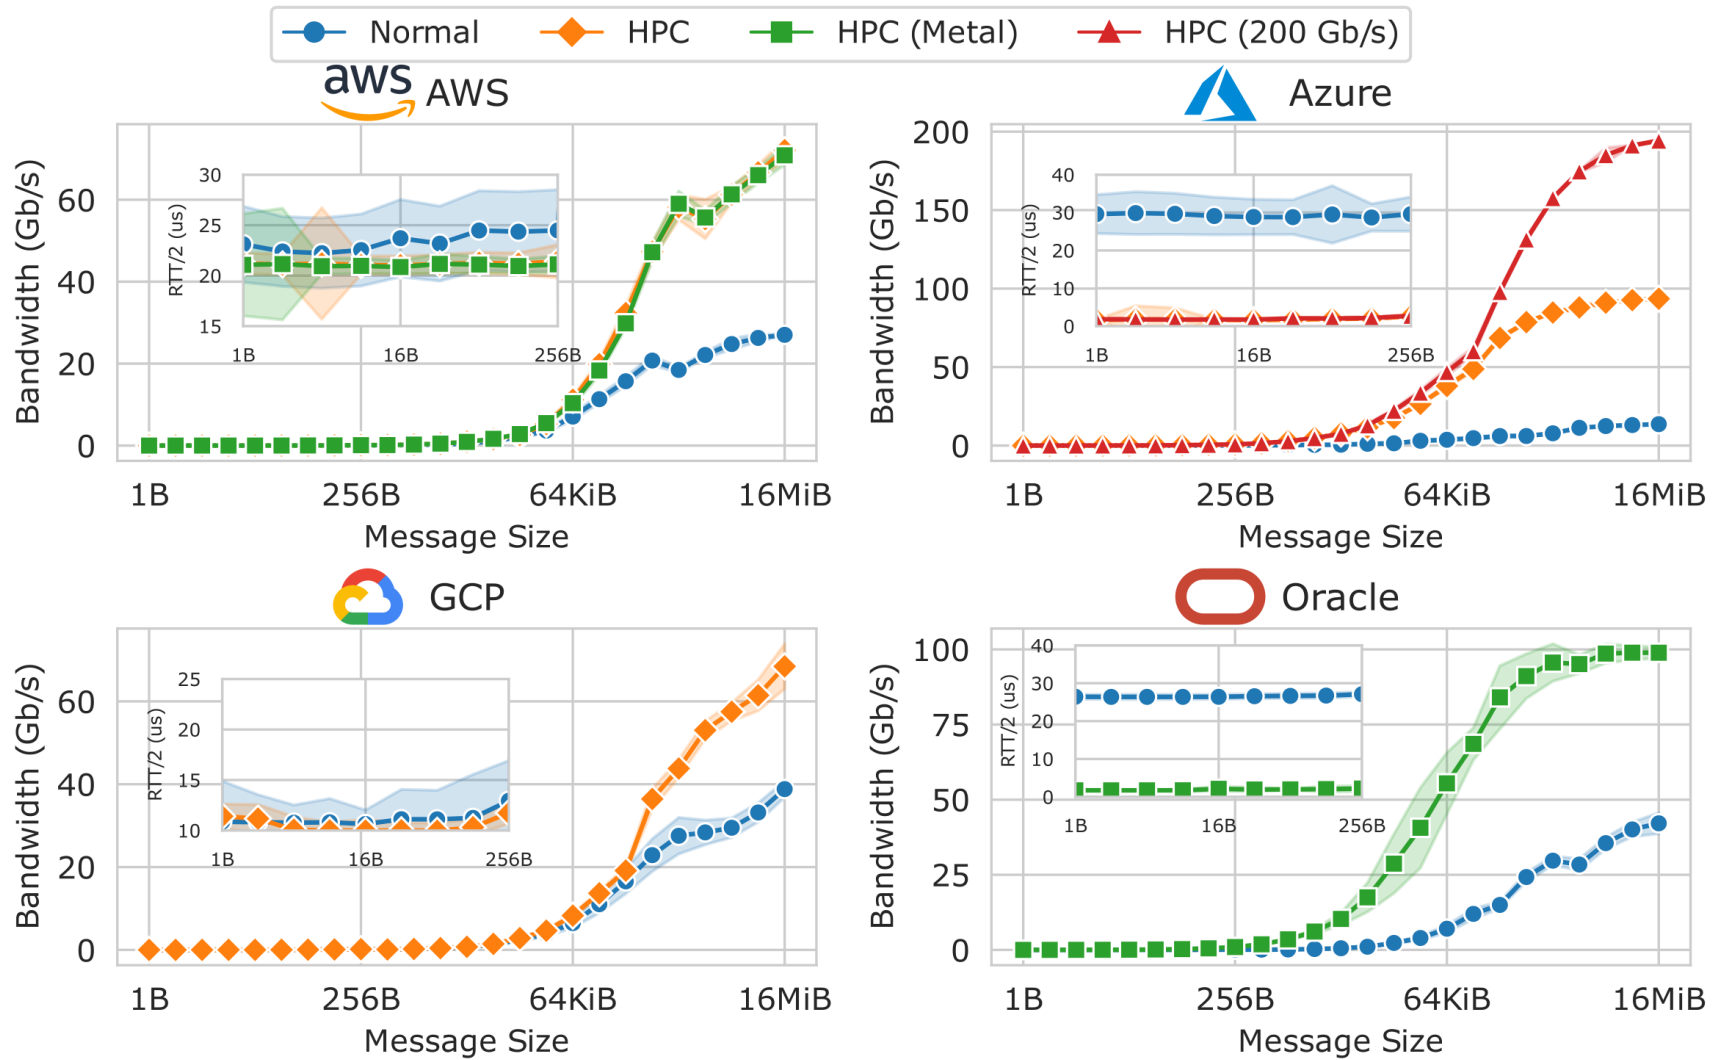 Normal HPC HPC (Metal) HPC (200 Gb/s)
aws AWS
Bandwidth (Gb/s)
60
40
20
0
RTT/2 (us)
30
25
20
15
1B 16B 256B
1B 256B 64KiB 16MiB
Message Size
Azure
Bandwidth (Gb/s)
200
150
100
50
0
RTT/2 (us)
40
30
20
10
0
1B 16B 256B
1B 256B 64KiB 16MiB
Message Size
GCP
Bandwidth (Gb/s)
60
40
20
0
RTT/2 (us)
25
20
15
10
1B 16B 256B
1B 256B 64KiB 16MiB
Message Size
Oracle
Bandwidth (Gb/s)
100
75
50
25
0
RTT/2 (us)
40
30
20
10
0
1B 16B 256B
1B 256B 64KiB 16MiB
Message Size